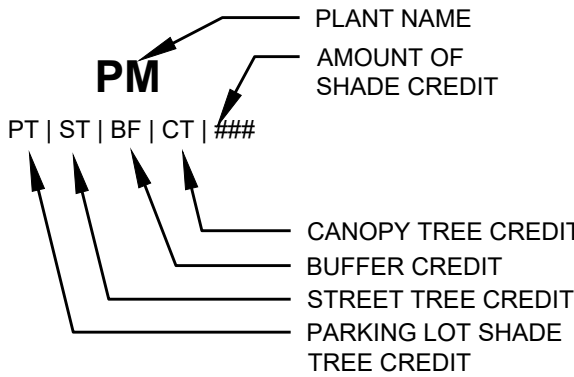 PLANT NAME
PM
AMOUNT OF
SHADE CREDIT
PT | ST | BF | CT | ###
CANOPY TREE CREDIT
BUFFER CREDIT
STREET TREE CREDIT
PARKING LOT SHADE
TREE CREDIT